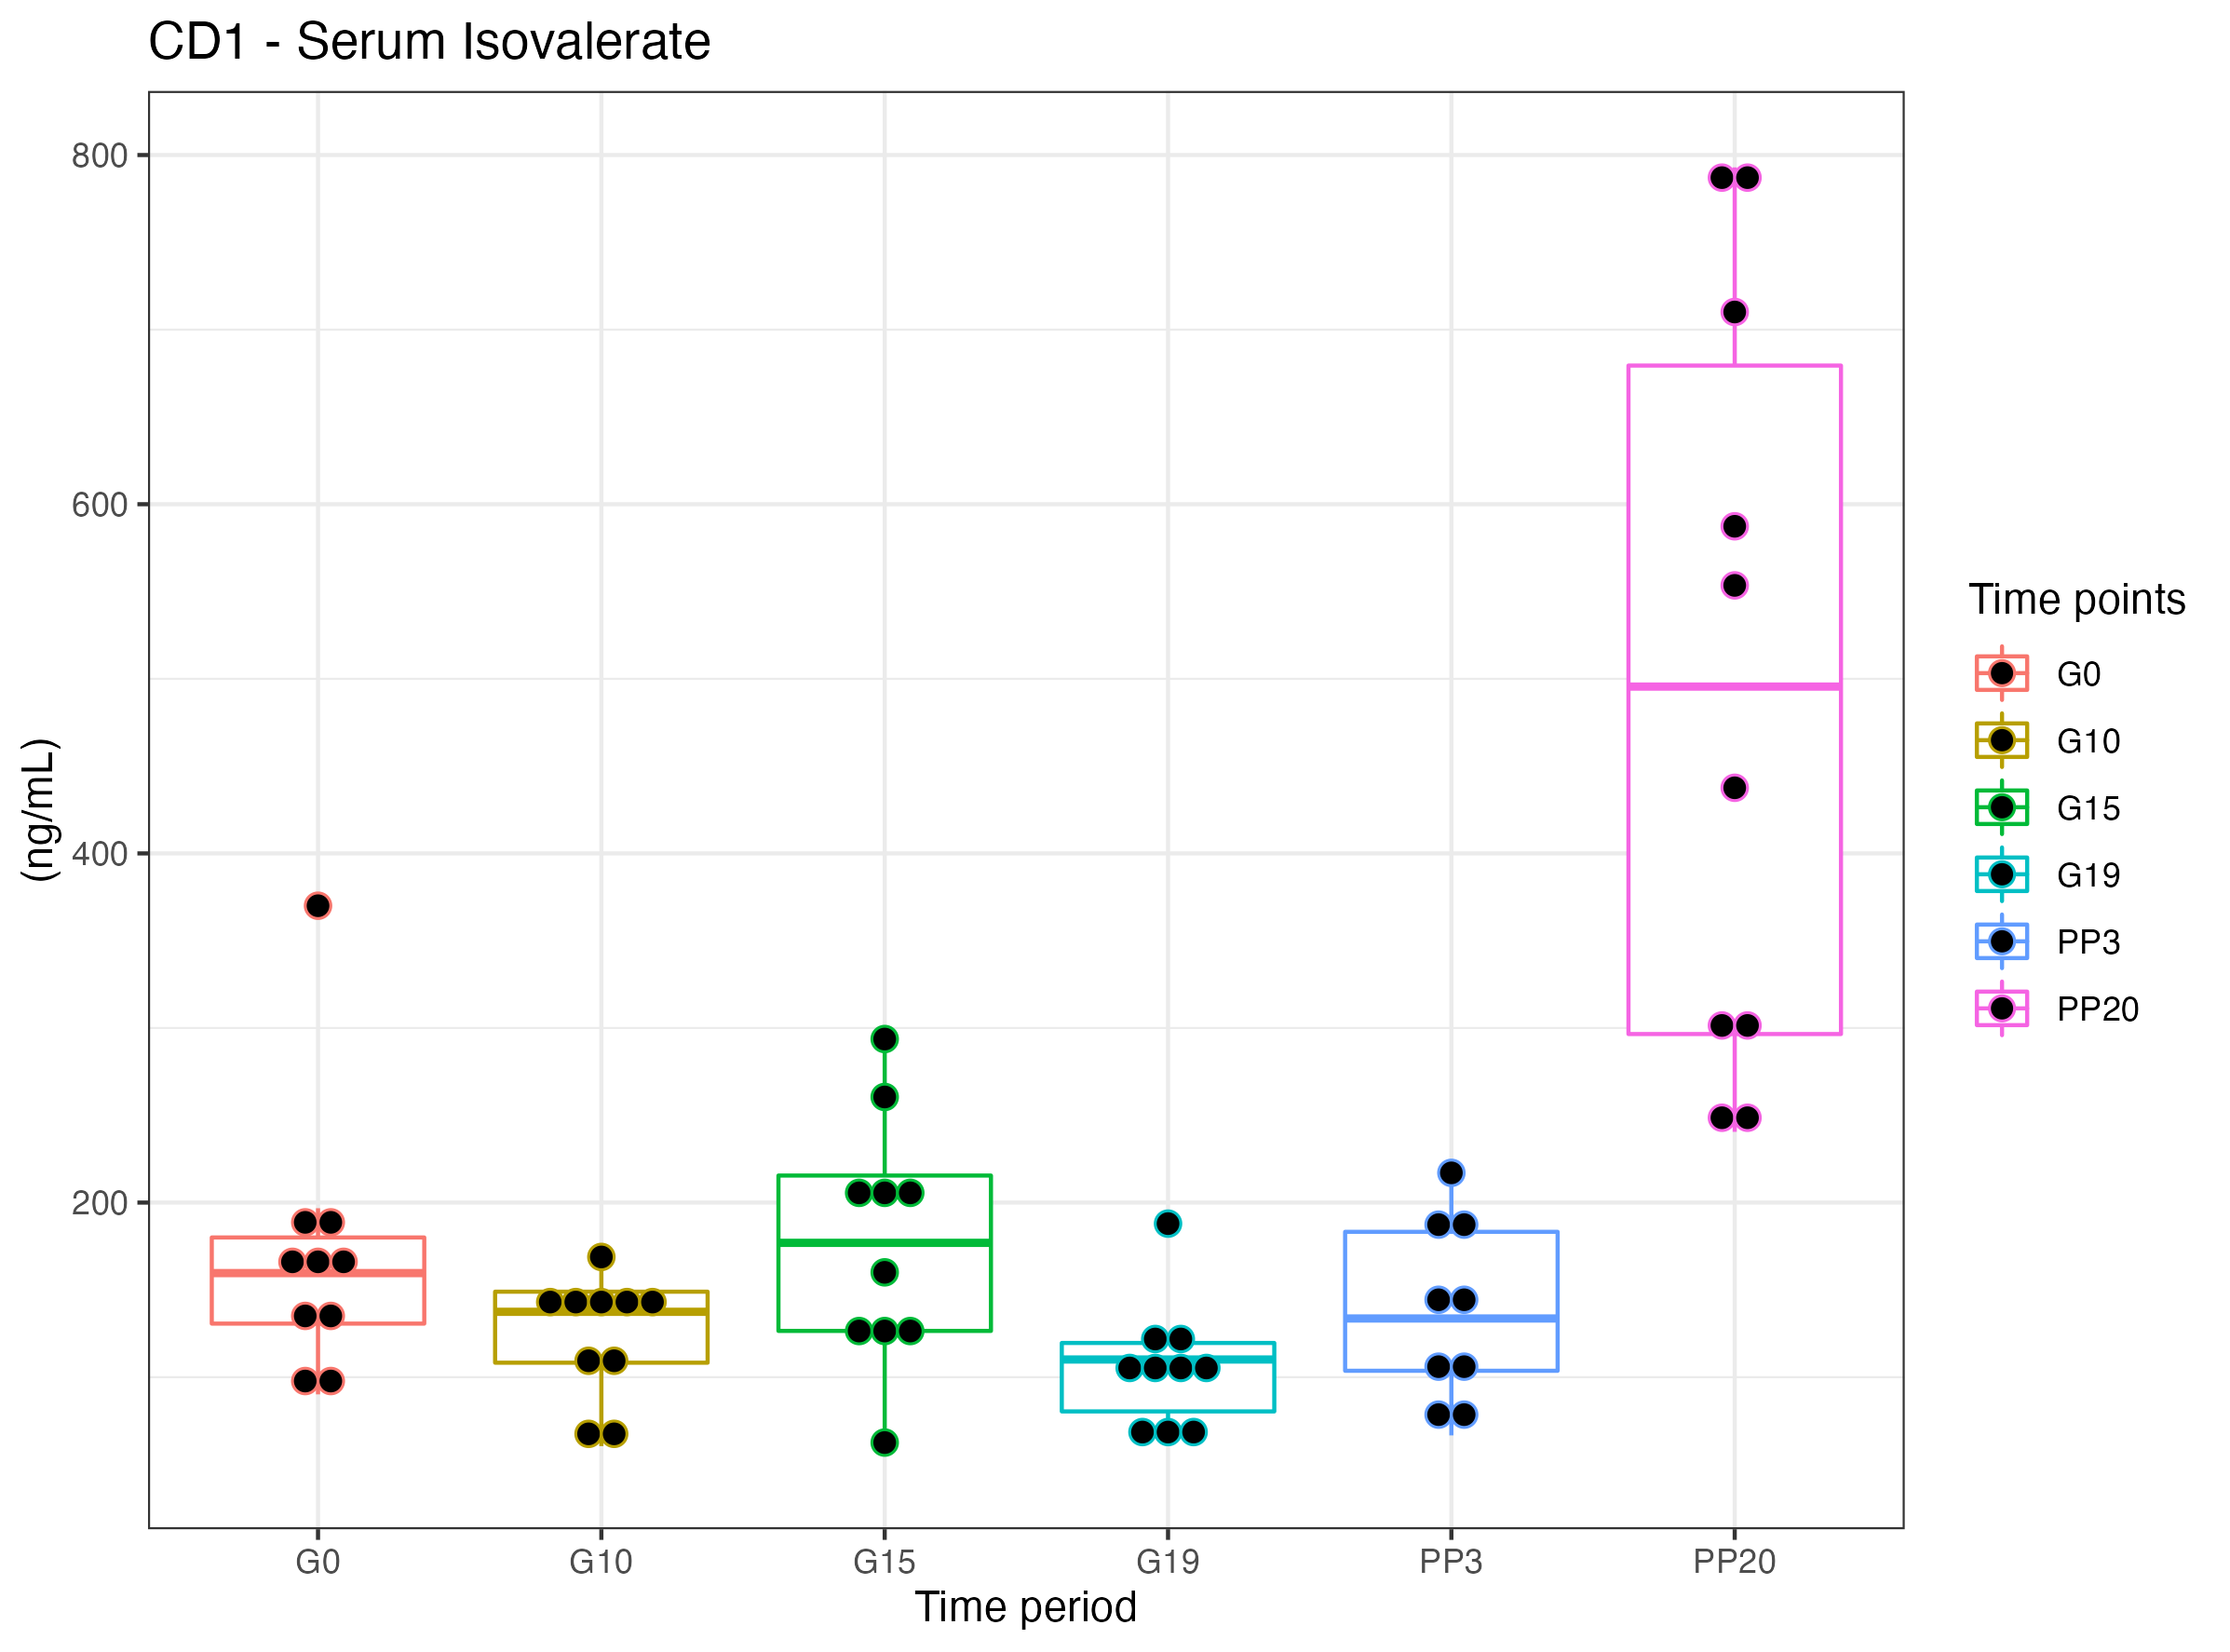 CD1 - Serum Isovalerate
800
600
400
200
(ng/mL)
G0 G10 G15 G19 PP3 PP20
Time period
Time points
G0
G10
G15
G19
PP3
PP20